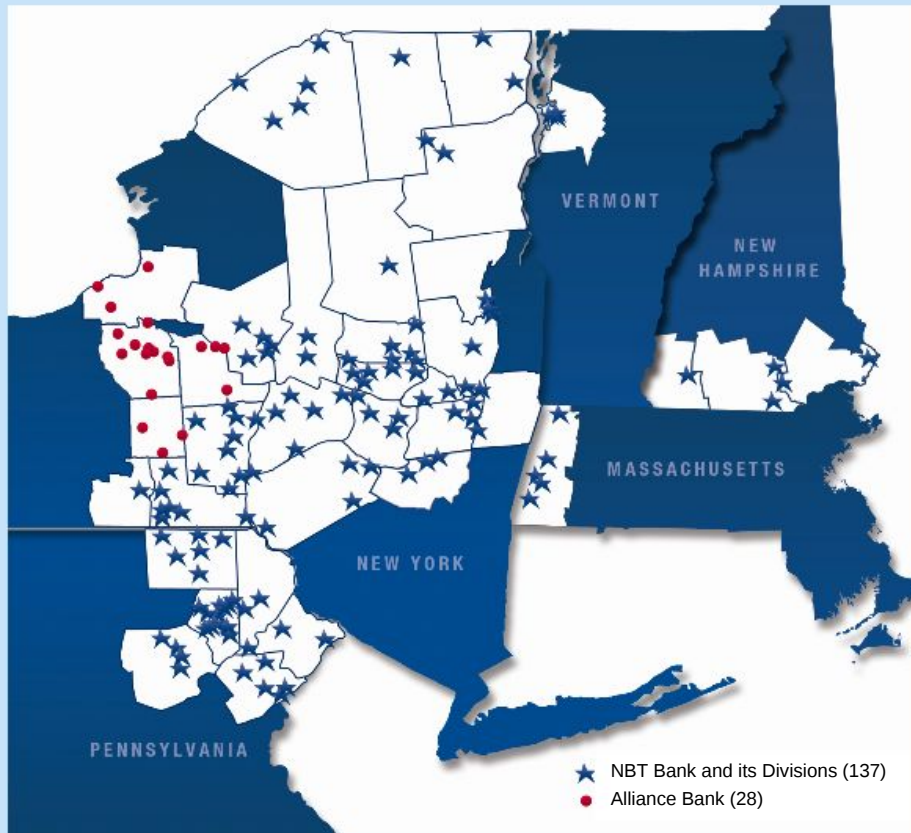 VERMONT
NEW
HAMPSHIRE
MASSACHUSETTS
NEW YORK
PENNSYLVANIA
NBT Bank and its Divisions (137)
Alliance Bank (28)